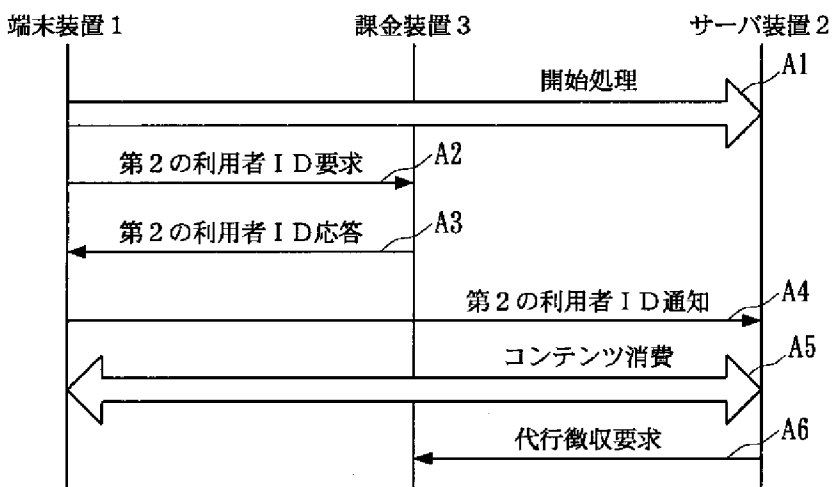 端末装置1 課金装置3 サーバ装置2
開始処理 A1
第2の利用者ID要求 A2
第2の利用者ID応答 A3
第2の利用者ID通知 A4
コンテンツ消費 A5
代行徴収要求 A6